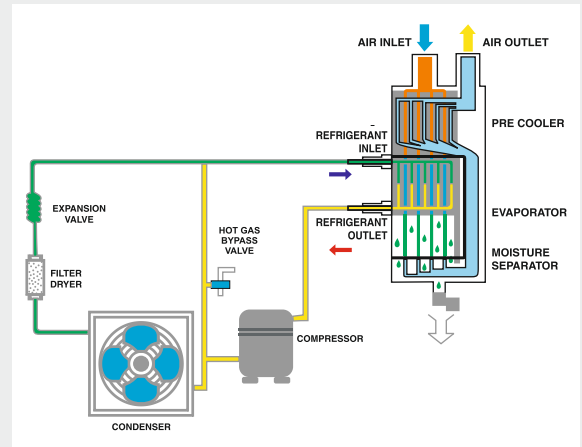 AIR INLET
AIR OUTLET
PRE COOLER
REFRIGERANT
INLET
EXPANSION
VALVE
EVAPORATOR
REFRIGERANT
OUTLET
HOT GAS
BYPASS
VALVE
MOISTURE
SEPARATOR
FILTER
DRYER
COMPRESSOR
CONDENSER